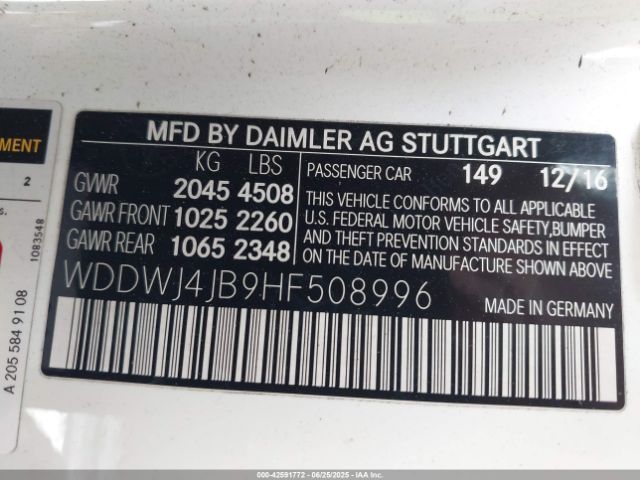 MFD BY DAIMLER AG STUTTGART
KG LBS
GVWR 2045 4508
GAWR FRONT 1025 2260
GAWR REAR 1065 2348
PASSENGER CAR 149 12/16
THIS VEHICLE CONFORMS TO ALL APPLICABLE
U.S. FEDERAL MOTOR VEHICLE SAFETY,BUMPER
AND THEFT PREVENTION STANDARDS IN EFFECT
ON THE DATE OF MANUFACTURE SHOWN ABOVE
WDDWJ4JB9HF508996
MADE IN GERMANY
MENT
2
s.
1083548
A 205 584 91 08
000-42591772 - 06/25/2025 - IAAI, Inc.